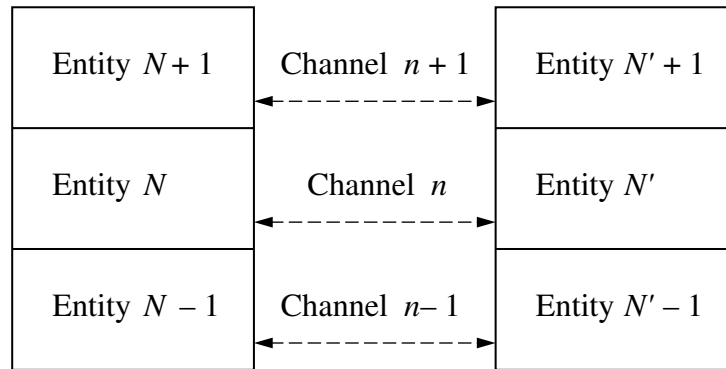 Entity N + 1
Channel n + 1
Entity N′ + 1
Entity N
Channel n
Entity N′
Entity N – 1
Channel n– 1
Entity N′ – 1